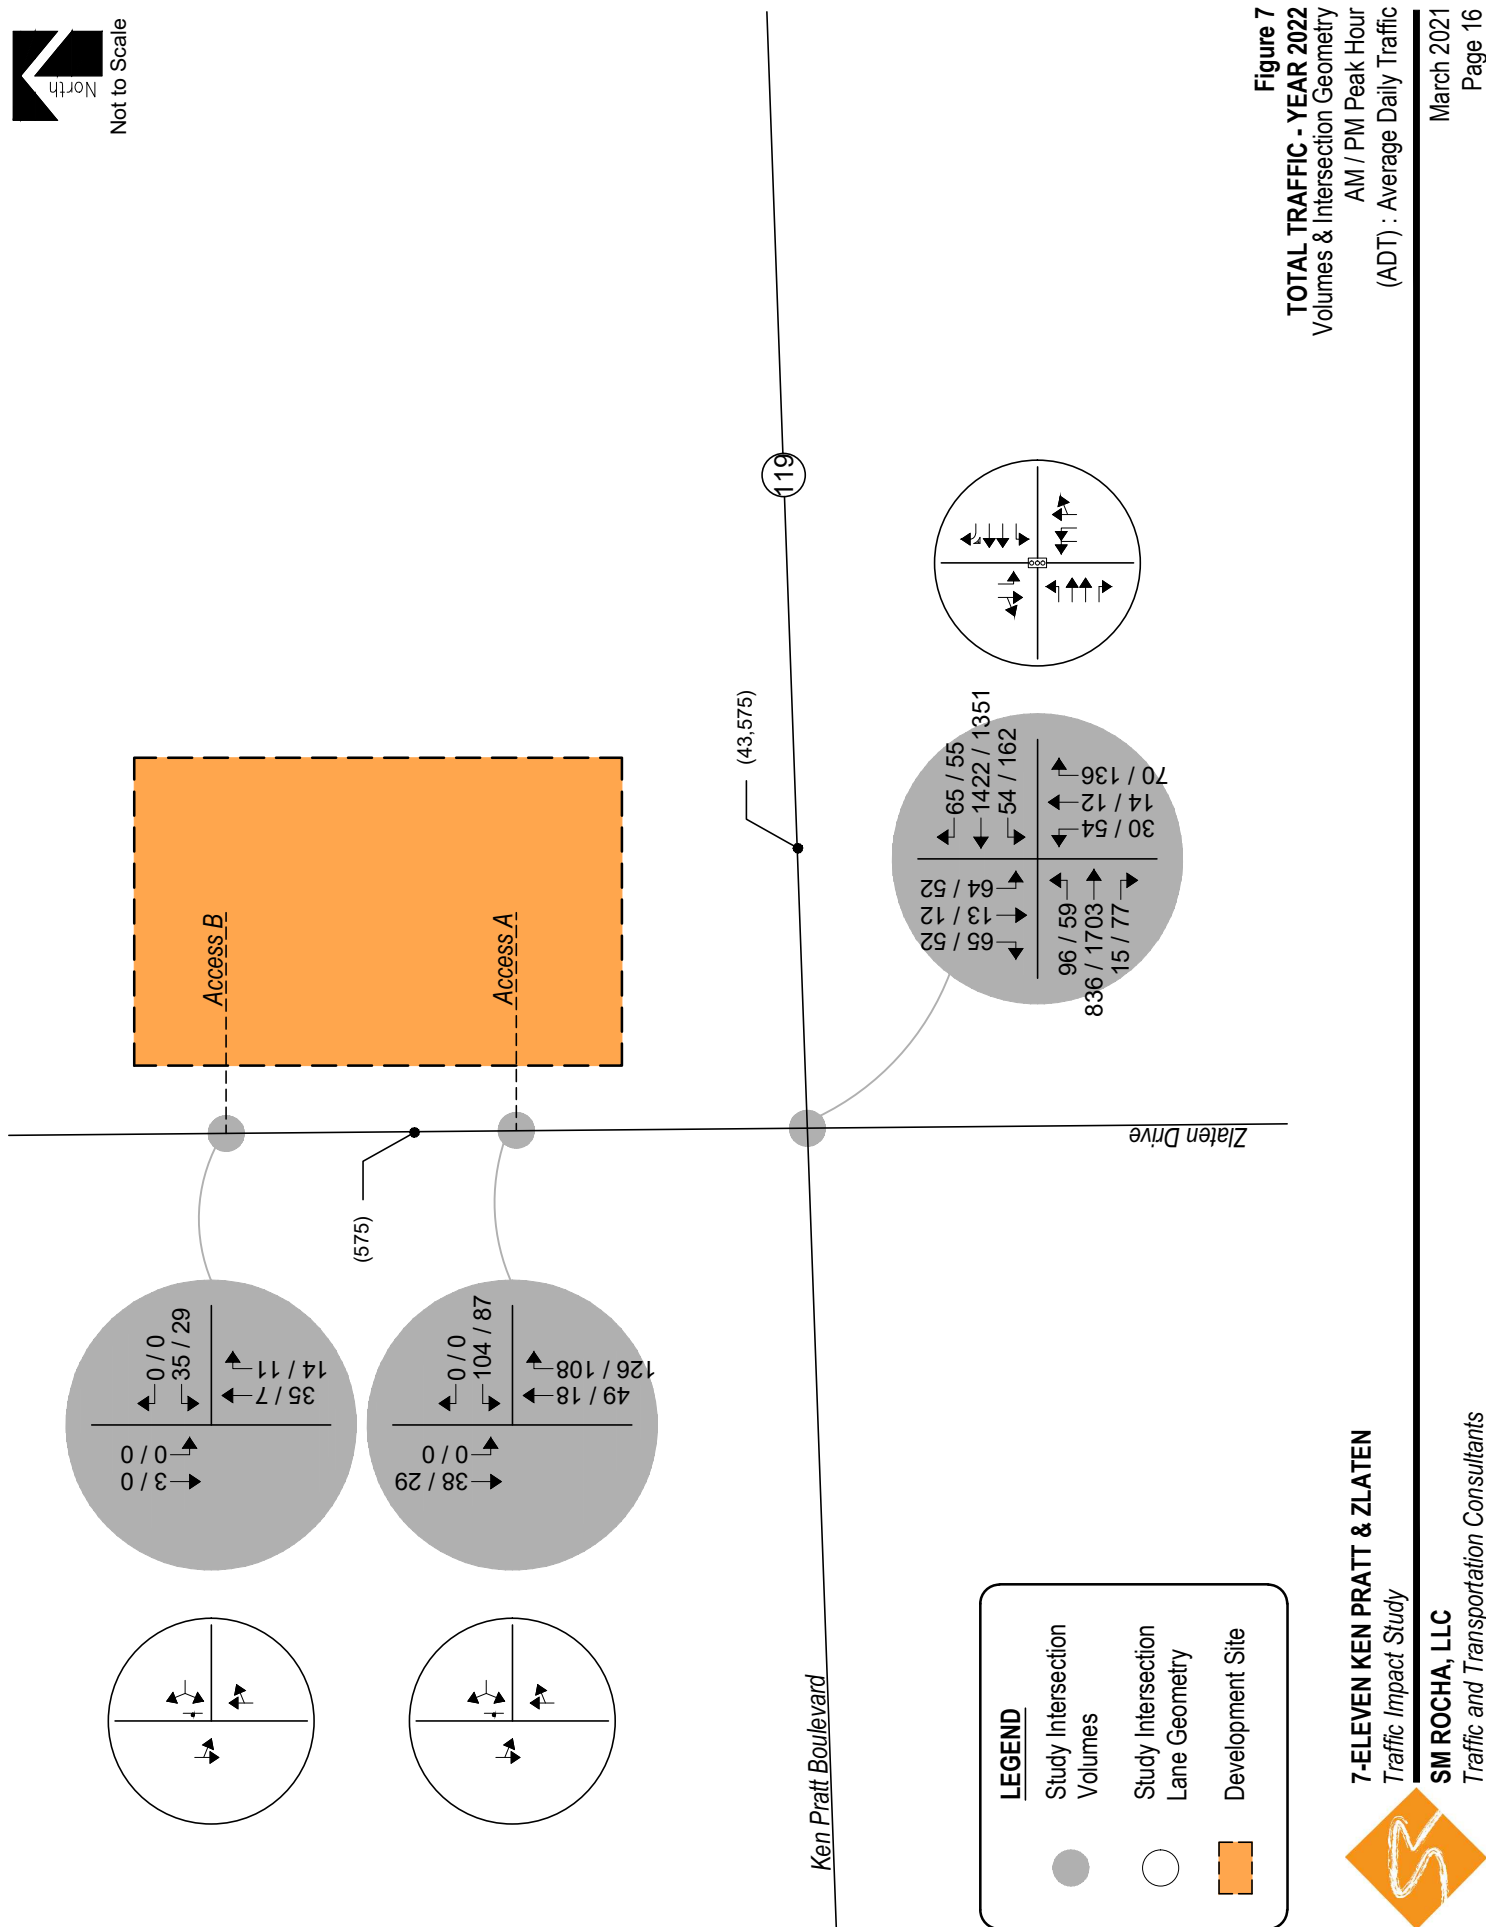 North
Not to Scale
Access B
Access A
0 / 0
35 / 29
14 / 11
35 / 7
0 / 0
3 / 0
(575)
0 / 0
104 / 87
126 / 108
49 / 18
0 / 0
38 / 29
119
(43,575)
65 / 55
1422 / 1351
54 / 162
70 / 136
14 / 12
30 / 54
64 / 52
13 / 12
65 / 52
96 / 59
836 / 1703
15 / 77
Zlaten Drive
Ken Pratt Boulevard
LEGEND
Study Intersection
Volumes
Study Intersection
Lane Geometry
Development Site
Figure 7
TOTAL TRAFFIC - YEAR 2022
Volumes & Intersection Geometry
AM / PM Peak Hour
(ADT) : Average Daily Traffic
7-ELEVEN KEN PRATT & ZLATEN
Traffic Impact Study
SM ROCHA, LLC
Traffic and Transportation Consultants
March 2021
Page 16